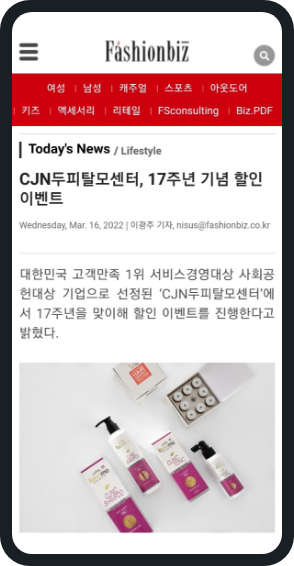 Fashionbiz
여성 | 남성 | 캐주얼 | 스포츠 | 아웃도어
| 키즈 | 액세서리 | 리테일 | FSconsulting | Biz.PDF
Today's News / Lifestyle
CJN두피탈모센터, 17주년 기념 할인
이벤트
Wednesday, Mar. 16, 2022 | 이광주 기자, nisus@fashionbiz.co.kr
대한민국 고객만족 1위 서비스경영대상 사회공
헌대상 기업으로 선정된 ‘CJN두피탈모센터’에
서 17주년을 맞이해 할인 이벤트를 진행한다고
밝혔다.